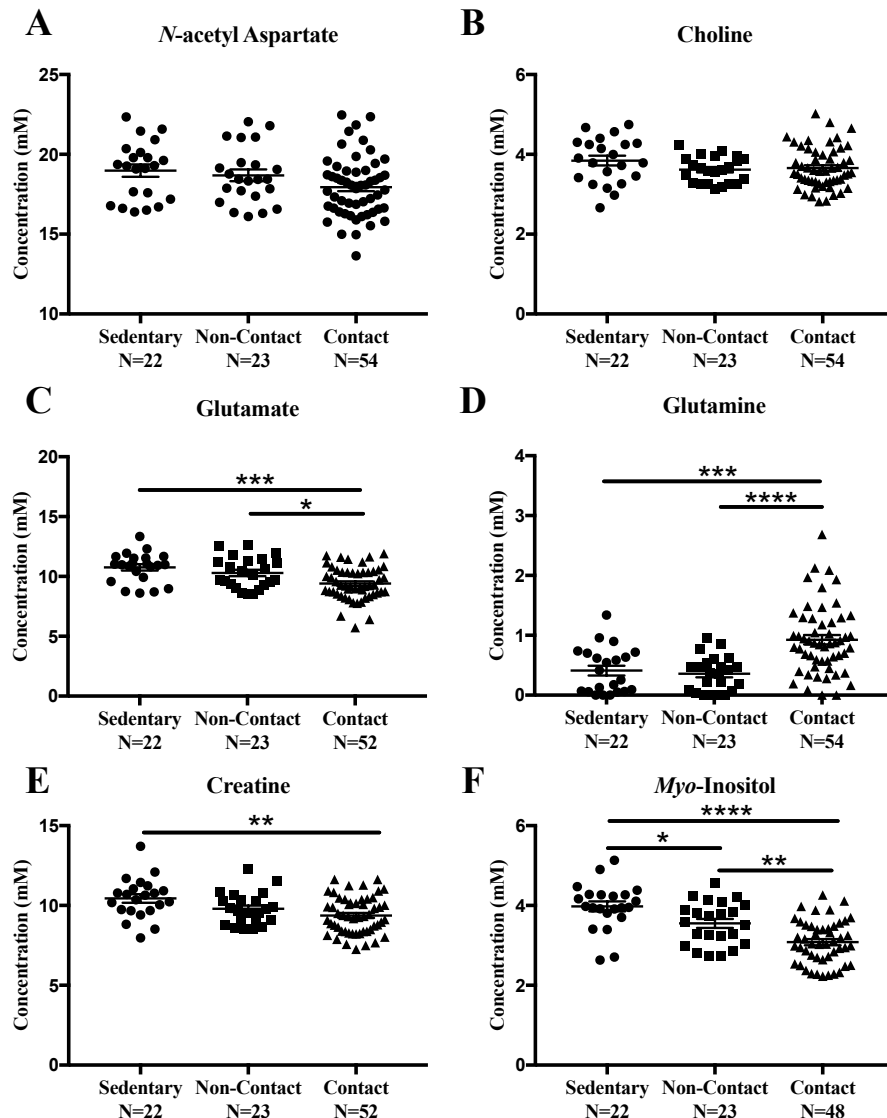 A
N-acetyl Aspartate
Concentration (mM)
25
20
15
10
Sedentary Non-Contact Contact
N=22 N=23 N=54
B
Choline
Concentration (mM)
6
4
2
0
Sedentary Non-Contact Contact
N=22 N=23 N=54
C
Glutamate
Concentration (mM)
20
15
10
5
0
***
*
Sedentary Non-Contact Contact
N=22 N=23 N=52
D
Glutamine
Concentration (mM)
4
3
2
1
0
***
****
Sedentary Non-Contact Contact
N=22 N=23 N=54
E
Creatine
Concentration (mM)
15
10
5
0
**
Sedentary Non-Contact Contact
N=22 N=23 N=52
F
Myo-Inositol
Concentration (mM)
6
4
2
0
****
*
**
Sedentary Non-Contact Contact
N=22 N=23 N=48